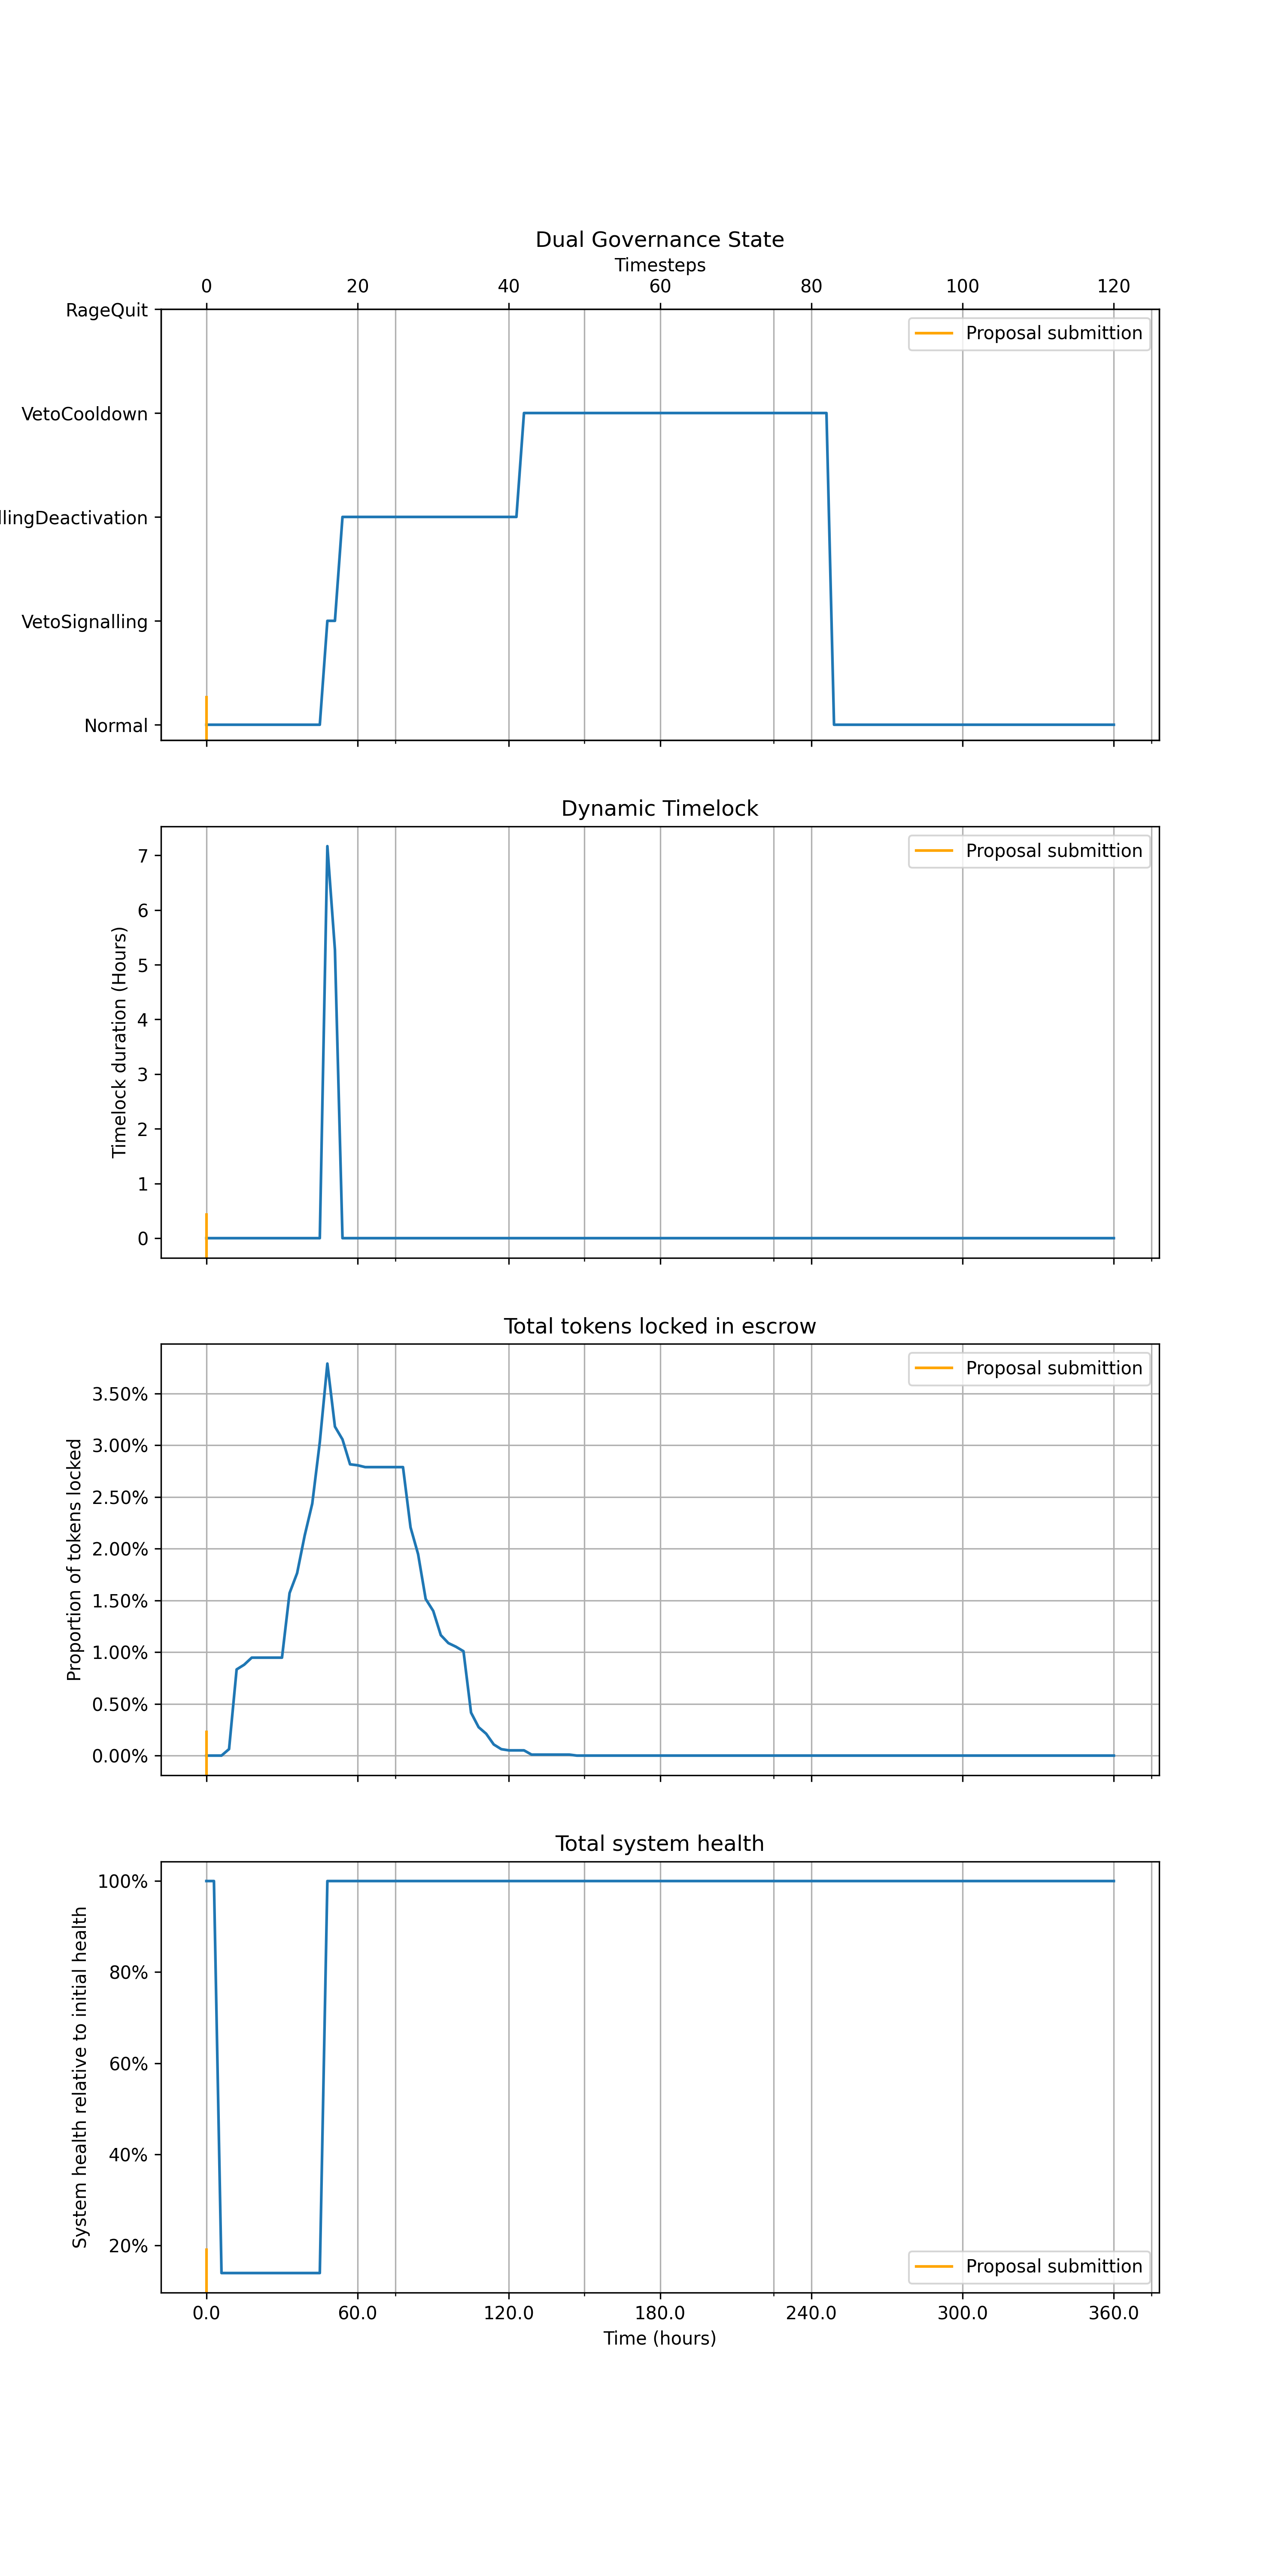 Dual Governance State
Timesteps
0 20 40 60 80 100 120
RageQuit
VetoCooldown
llingDeactivation
VetoSignalling
Normal
Proposal submittion
Dynamic Timelock
Timelock duration (Hours)
7
6
5
4
3
2
1
0
Proposal submittion
Total tokens locked in escrow
Proportion of tokens locked
3.50%
3.00%
2.50%
2.00%
1.50%
1.00%
0.50%
0.00%
Proposal submittion
Total system health
System health relative to initial health
100%
80%
60%
40%
20%
Proposal submittion
0.0 60.0 120.0 180.0 240.0 300.0 360.0
Time (hours)